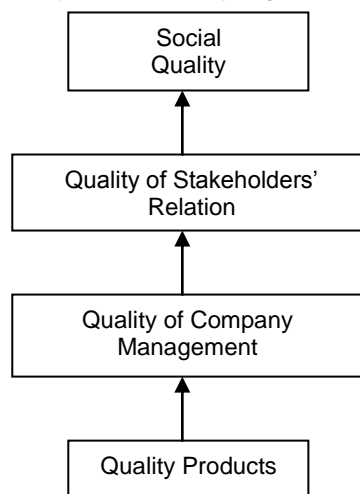 Social
Quality
Quality of Stakeholders’
Relation
Quality of Company
Management
Quality Products